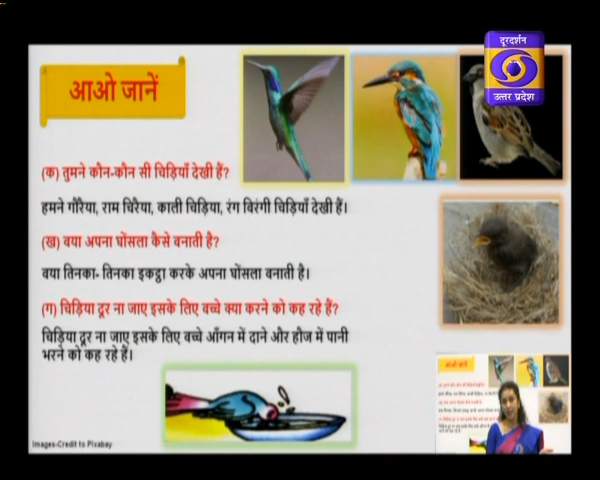 दूरदर्शन
उत्तर प्रदेश
आओ जानें
(क) तुमने कौन-कौन सी चिड़ियाँ देखी हैं?
हमने गौरैया, राम चिरैया, काली चिड़िया, रंग बिरंगी चिड़ियाँ देखी हैं।
(ख) बया अपना घोंसला कैसे बनाती है?
बया तिनका- तिनका इकट्ठा करके अपना घोंसला बनाती है।
(ग) चिड़िया दूर ना जाए इसके लिए बच्चे क्या करने को कह रहे हैं?
चिड़िया दूर ना जाए इसके लिए बच्चे आँगन में दाने और हौज में पानी
भरने को कह रहे हैं।
Images-Credit to Pixabay
आओ जानें